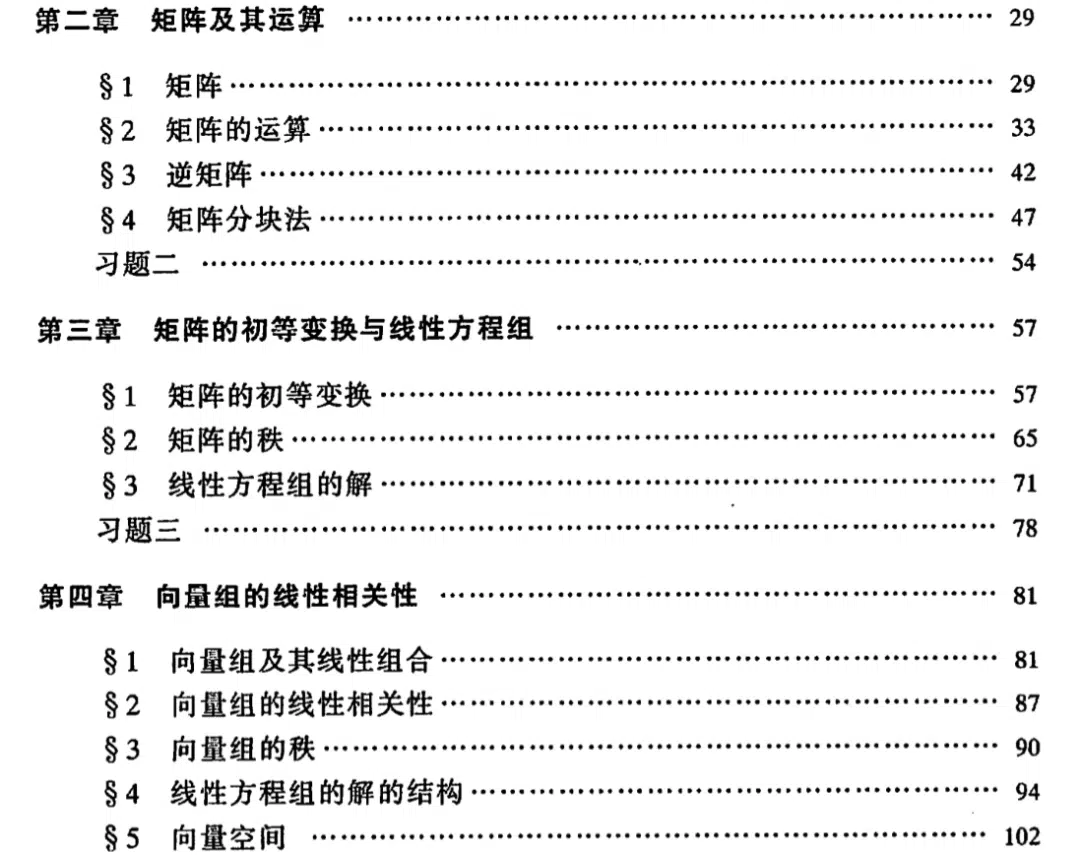 第二章 矩阵及其运算 …… 29
§1 矩阵 …… 29
§2 矩阵的运算 …… 33
§3 逆矩阵 …… 42
§4 矩阵分块法 …… 47
习题二 …… 54
第三章 矩阵的初等变换与线性方程组 …… 57
§1 矩阵的初等变换 …… 57
§2 矩阵的秩 …… 65
§3 线性方程组的解 …… 71
习题三 …… 78
第四章 向量组的线性相关性 …… 81
§1 向量组及其线性组合 …… 81
§2 向量组的线性相关性 …… 87
§3 向量组的秩 …… 90
§4 线性方程组的解的结构 …… 94
§5 向量空间 …… 102